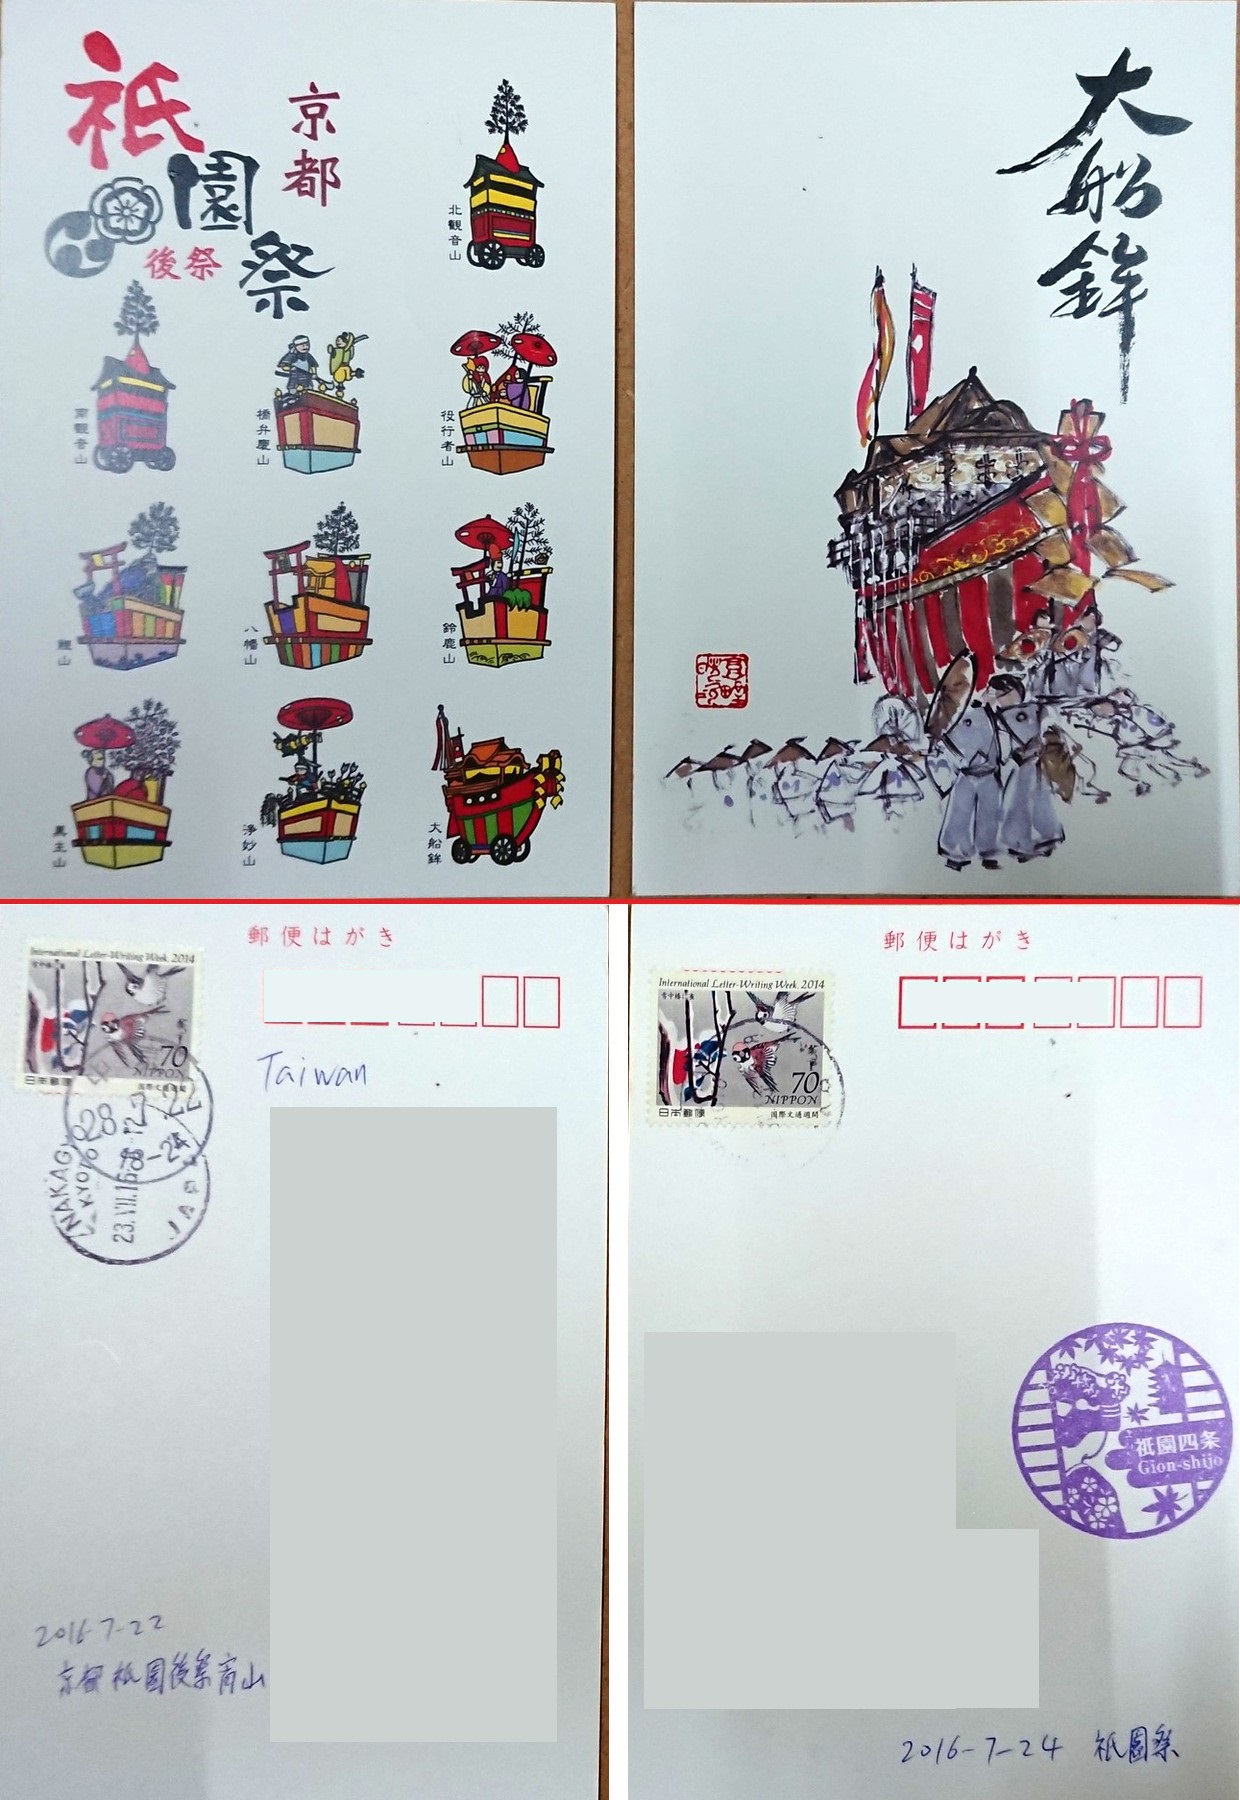 祇園祭
京都
後祭
北観音山
南観音山
橋弁慶山
役行者山
鯉山
八幡山
鈴鹿山
黒主山
浄妙山
大船鉾
大船鉾
郵便はがき
International Letter-Writing Week, 2014
70
NIPPON
日本郵便
国際文通週間
Taiwan
28.7.22
8-24
NAKAG
KYOTO
23.VII.16
JAP
2016-7-22
京都祇園後祭宵山
郵便はがき
International Letter-Writing Week, 2014
70
NIPPON
日本郵便
国際文通週間
祇園四条
Gion-shijo
2016-7-24 祇園祭